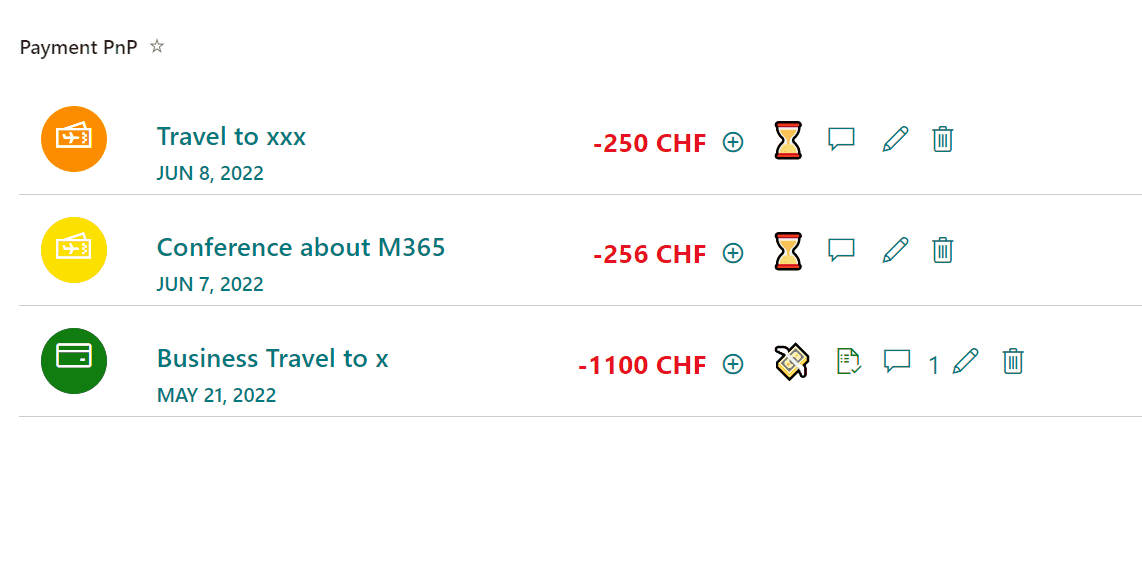 Payment PnP
Travel to xxx
-250 CHF
JUN 8, 2022
Conference about M365
-256 CHF
JUN 7, 2022
Business Travel to x
-1100 CHF
1
MAY 21, 2022